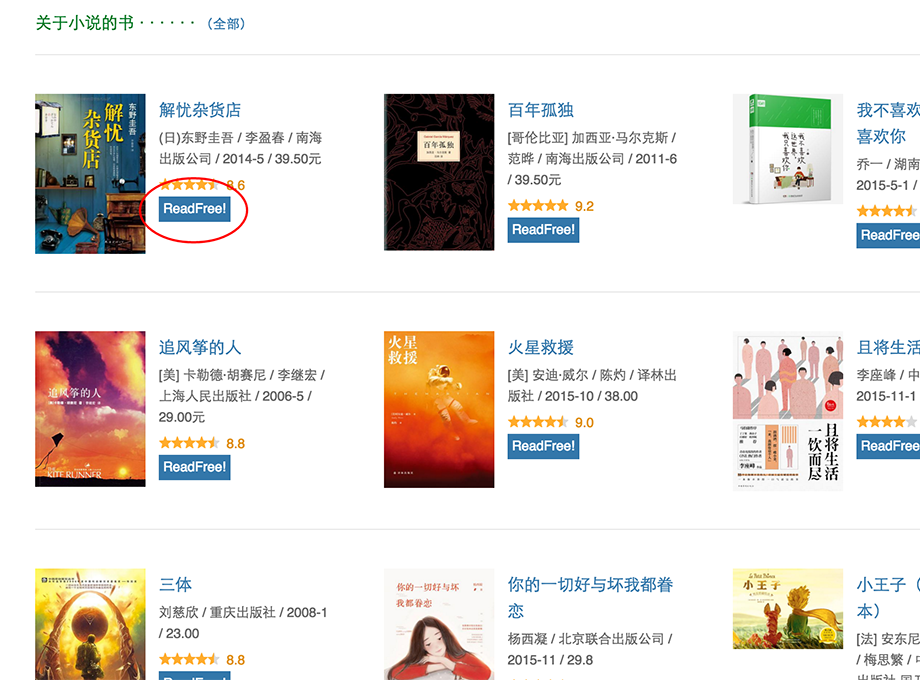 关于小说的书 · · · · · · （全部）
东野圭吾
解忧
杂货店
解忧杂货店
(日)东野圭吾 / 李盈春 / 南海
出版公司 / 2014-5 / 39.50元
8.6
ReadFree!
百年孤独
百年孤独
[哥伦比亚] 加西亚·马尔克斯 /
范晔 / 南海出版公司 / 2011-6
/ 39.50元
9.2
ReadFree!
我不喜欢
这世界，
我只喜欢你
我不喜欢
喜欢你
乔一 / 湖南
2015-5-1 /
ReadFree
追风筝的人
THE
KITE RUNNER
追风筝的人
[美] 卡勒德·胡赛尼 / 李继宏 /
上海人民出版社 / 2006-5 /
29.00元
8.8
ReadFree!
火星
救援
火星救援
[美] 安迪·威尔 / 陈灼 / 译林出
版社 / 2015-10 / 38.00
9.0
ReadFree!
且将生活
一饮而尽
李座峰
且将生活
李座峰 / 中
2015-11-1
ReadFree
三体
刘慈欣 / 重庆出版社 / 2008-1
/ 23.00
8.8
ReadFree!
你的一切好与坏
我都眷恋
你的一切好与坏我都眷
恋
杨西凝 / 北京联合出版公司 /
2015-11 / 29.8
Le Petit Prince
小王子
小王子（
本）
[法] 安东尼
/ 梅思繁 / 中